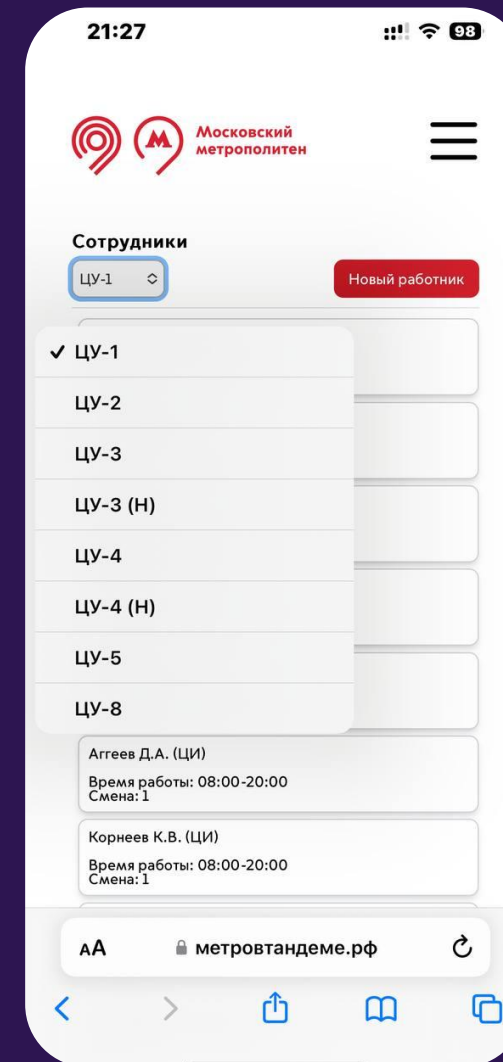 21:27
98
Московский
метрополитен
Сотрудники
ЦУ-1
Новый работник
ЦУ-1
ЦУ-2
ЦУ-3
ЦУ-3 (Н)
ЦУ-4
ЦУ-4 (Н)
ЦУ-5
ЦУ-8
Аггеев Д.А. (ЦИ)
Время работы: 08:00-20:00
Смена: 1
Корнеев К.В. (ЦИ)
Время работы: 08:00-20:00
Смена: 1
АА
метровтандеме.рф